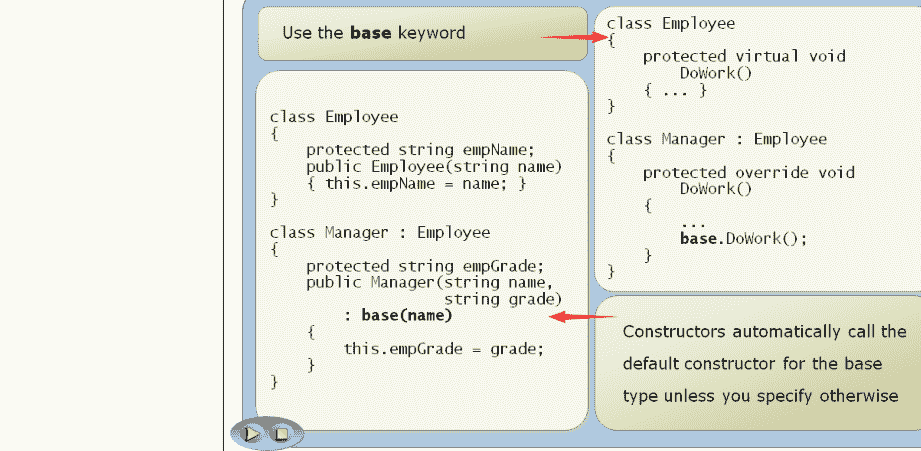 Use the base keyword
class Employee
{
protected string empName;
public Employee(string name)
{ this.empName = name; }
}
class Manager : Employee
{
protected string empGrade;
public Manager(string name,
string grade)
: base(name)
{
this.empGrade = grade;
}
}
class Employee
{
protected virtual void
DoWork()
{ ... }
}
class Manager : Employee
{
protected override void
DoWork()
{
...
base.DoWork();
}
}
Constructors automatically call the
default constructor for the base
type unless you specify otherwise